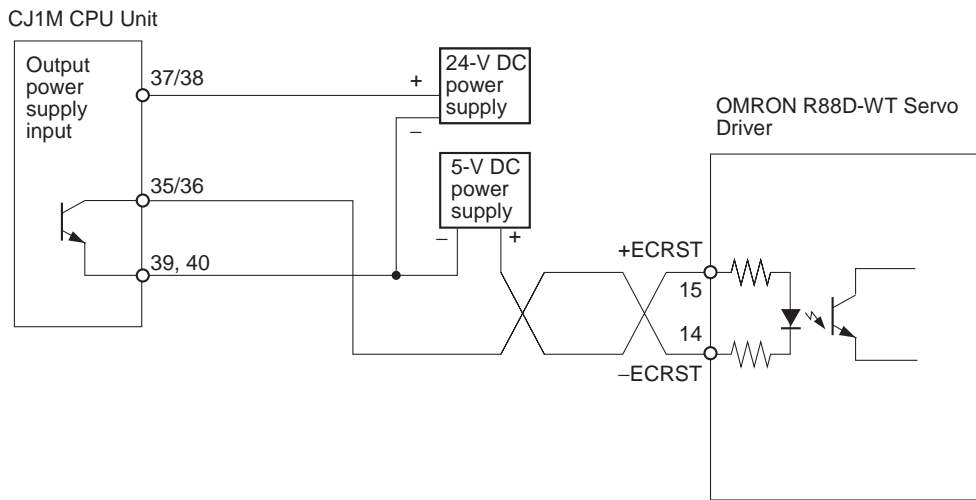 CJ1M CPU Unit
Output
power
supply
input
37/38
+
–
24-V DC
power
supply
35/36
5-V DC
power
supply
–
+
39, 40
OMRON R88D-WT Servo
Driver
+ECRST
15
14
–ECRST